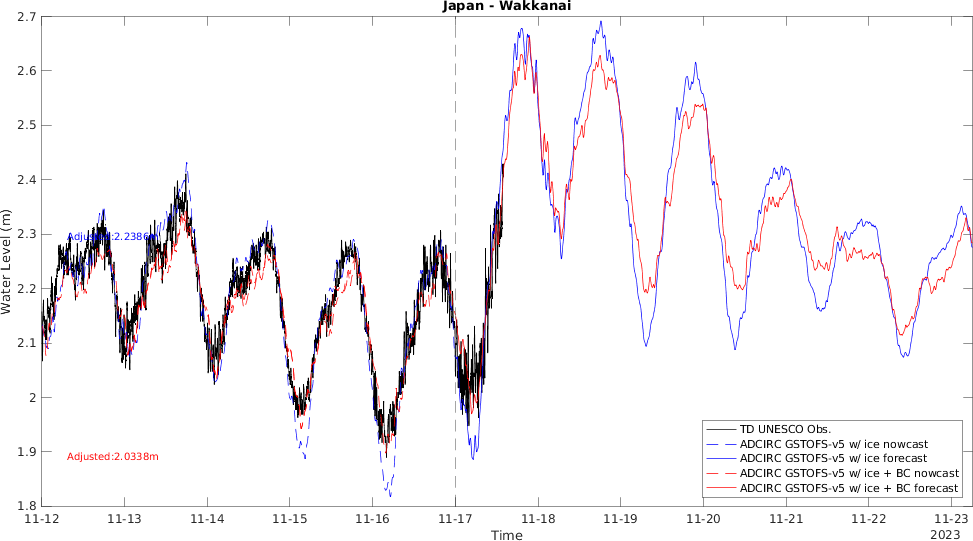 Japan - Wakkanai
Water Level (m)
2.7
2.6
2.5
2.4
2.3
2.2
2.1
2
1.9
1.8
Adjusted:2.2386m
Adjusted:2.0338m
TD UNESCO Obs.
ADCIRC GSTOFS-v5 w/ ice nowcast
ADCIRC GSTOFS-v5 w/ ice forecast
ADCIRC GSTOFS-v5 w/ ice + BC nowcast
ADCIRC GSTOFS-v5 w/ ice + BC forecast
11-12 11-13 11-14 11-15 11-16 11-17 11-18 11-19 11-20 11-21 11-22 11-23
Time
2023